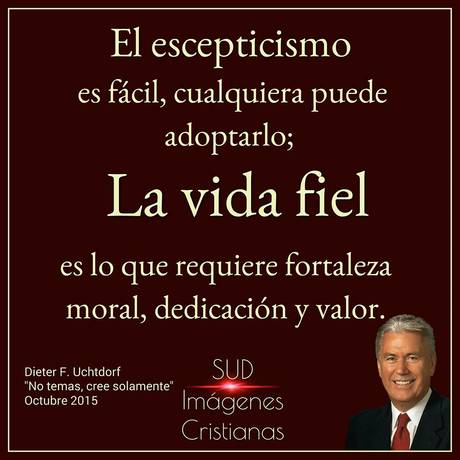 El escepticismo
es fácil, cualquiera puede
adoptarlo;
La vida fiel
es lo que requiere fortaleza
moral, dedicación y valor.
Dieter F. Uchtdorf
"No temas, cree solamente"
Octubre 2015
SUD
Imágenes
Cristianas